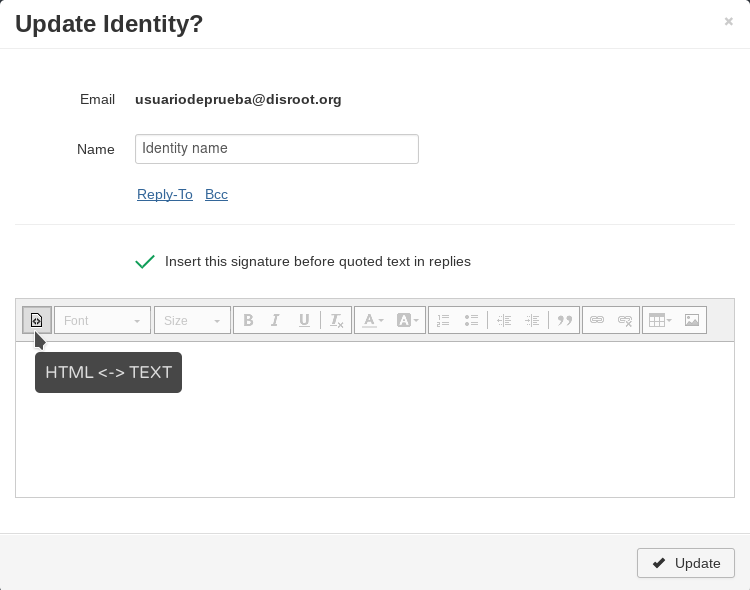 Update Identity?
×
Email usuariodeprueba@disroot.org
Name Identity name
Reply-To Bcc
Insert this signature before quoted text in replies
Font Size B I U Ix A A
HTML <-> TEXT
Update